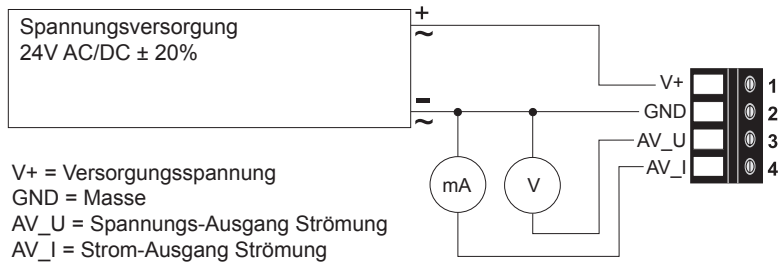 Spannungsversorgung
24V AC/DC ± 20%
+
~
–
~
V+ 1
GND 2
AV_U 3
AV_I 4
mA
V
V+ = Versorgungsspannung
GND = Masse
AV_U = Spannungs-Ausgang Strömung
AV_I = Strom-Ausgang Strömung